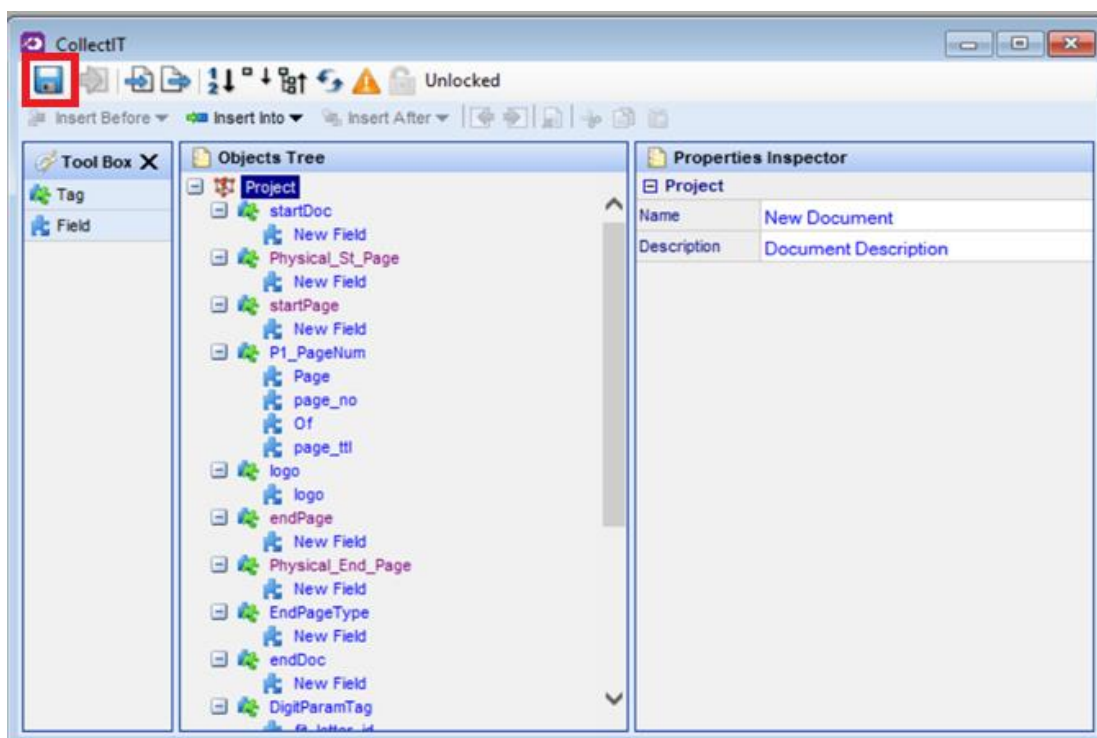 CollectIT
Unlocked
Insert Before Insert Into Insert After
Tool Box X
Tag
Field
Objects Tree
Project
startDoc
New Field
Physical_St_Page
New Field
startPage
New Field
P1_PageNum
Page
page_no
Of
page_ttl
logo
logo
endPage
New Field
Physical_End_Page
New Field
EndPageType
New Field
endDoc
New Field
DigitParamTag
Properties Inspector
Project
Name New Document
Description Document Description